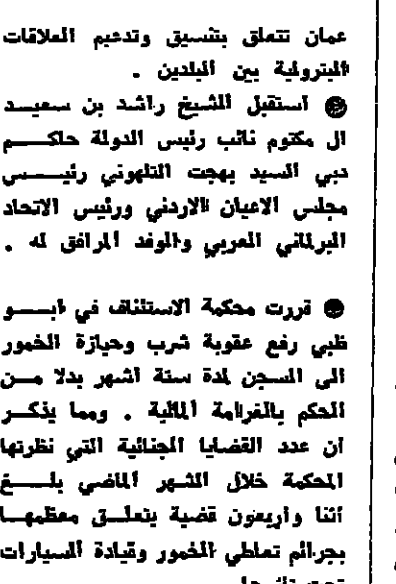 عمان تتعلق بتنسيق وتدعيم العلاقات
البترولية بين البلدين .
● استقبل الشيخ راشد بن سعيد
ال مكتوم نائب رئيس الدولة حاكم
دبي السيد بهجت التلهوني رئيس
مجلس الاعيان الاردني ورئيس الاتحاد
البرلماني العربي والوفد المرافق له .
● قررت محكمة الاستئناف في ابو
ظبي رفع عقوبة شرب وحيازة الخمور
الى السجن لمدة ستة اشهر بدلا من
الحكم بالغرامة المالية . ومما يذكر
ان عدد القضايا الجنائية التي نظرتها
المحكمة خلال الشهر الماضي بلغ
اثنا واربعون قضية يتعلق معظمها
بجرائم تعاطي الخمور وقيادة السيارات